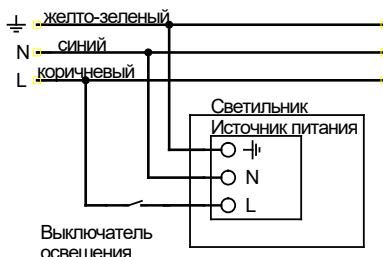 желто-зеленый
N синий
L коричневый
Светильник
Источник питания
N
L
Выключатель
освещения